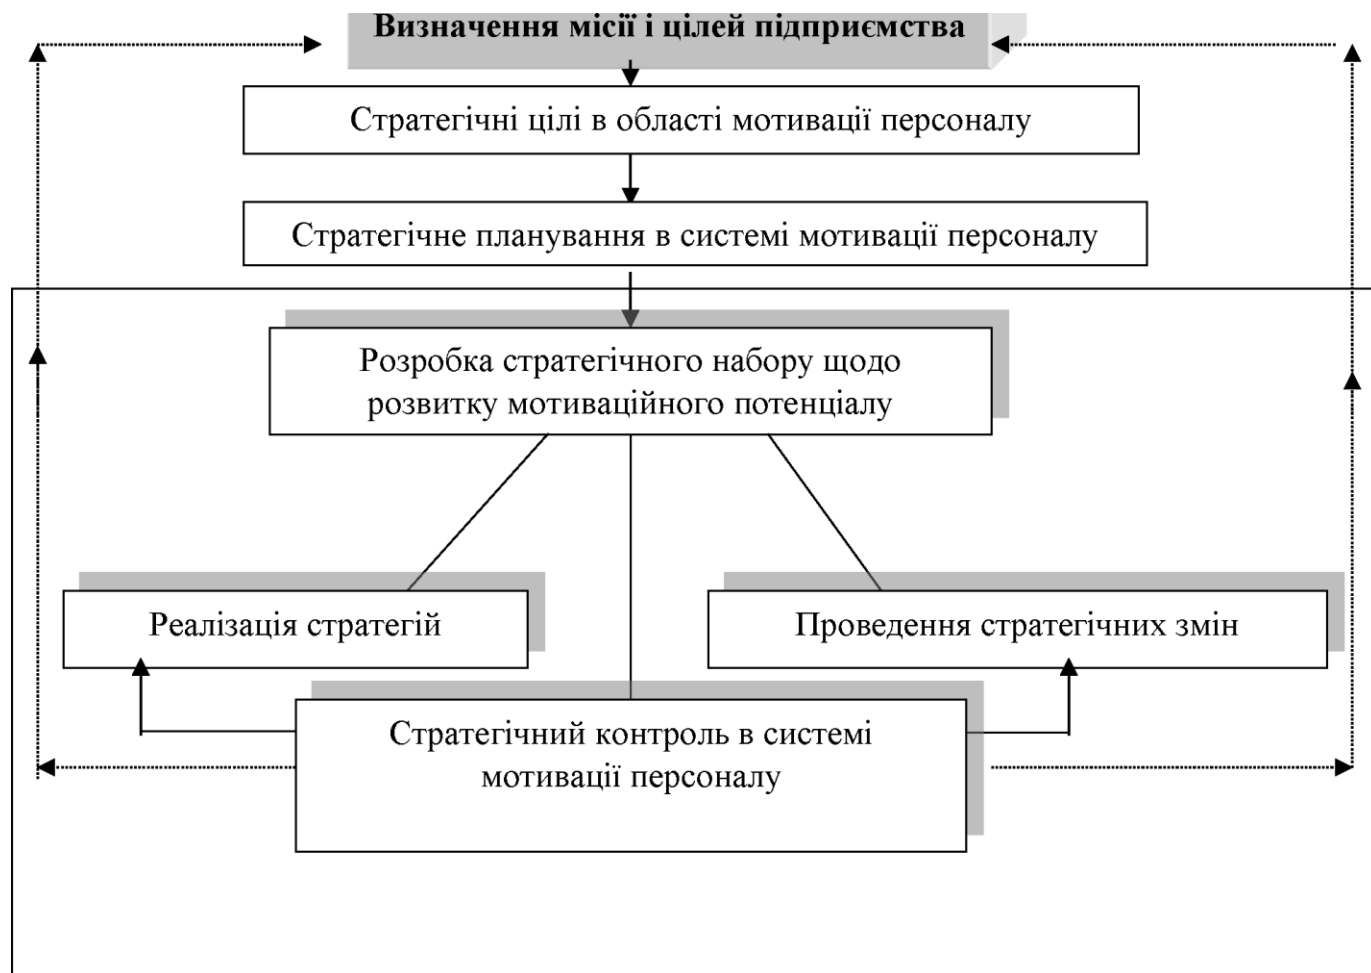 Визначення місії і цілей підприємства
Стратегічні цілі в області мотивації персоналу
Стратегічне планування в системі мотивації персоналу
Розробка стратегічного набору щодо
розвитку мотиваційного потенціалу
Реалізація стратегій
Проведення стратегічних змін
Стратегічний контроль в системі
мотивації персоналу